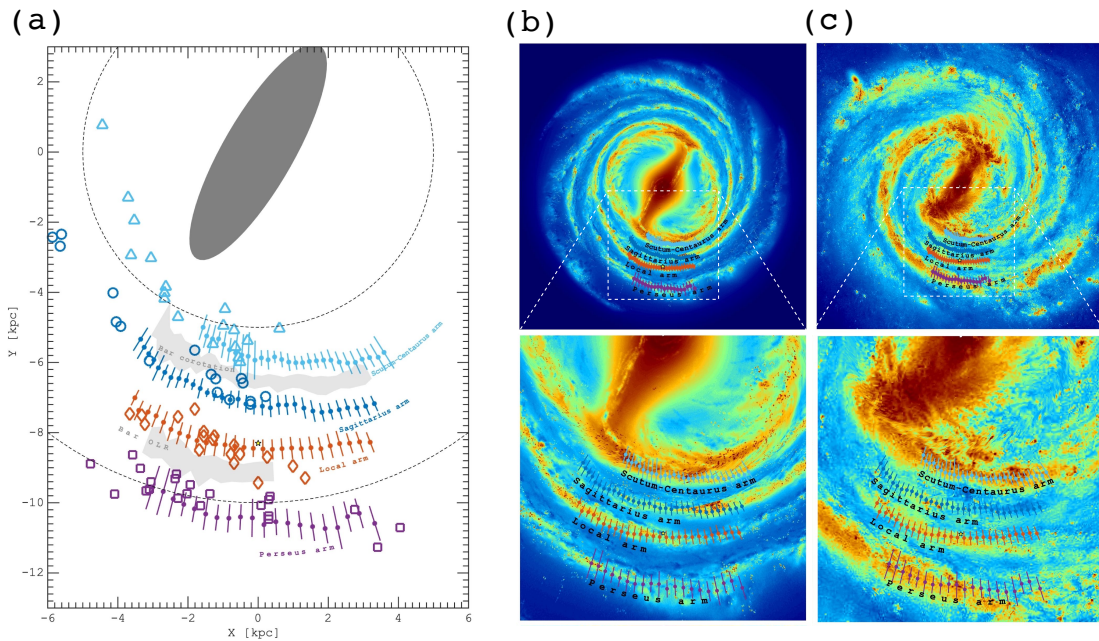 (a)
(b)
(c)
2
0
-2
-4
-6
-8
-10
-12
Y [kpc]
-6
-4
-2
0
2
4
6
X [kpc]
Bar corotation
Scutum-Centaurus arm
Sagittarius arm
Bar OLR
Local arm
Perseus arm
Scutum-Centaurus arm
Sagittarius arm
Local arm
Perseus arm
Scutum-Centaurus arm
Sagittarius arm
Local arm
Perseus arm
Scutum-Centaurus arm
Sagittarius arm
Local arm
Perseus arm
Scutum-Centaurus arm
Sagittarius arm
Local arm
Perseus arm